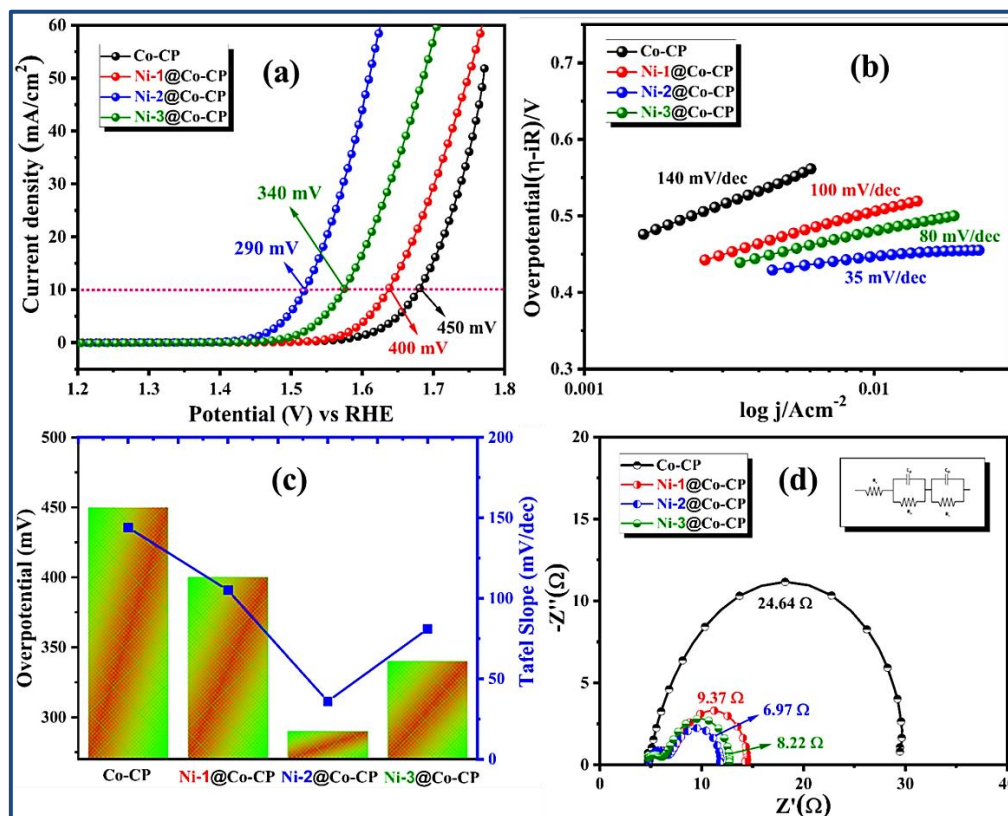 (a)
Co-CP
Ni-1@Co-CP
Ni-2@Co-CP
Ni-3@Co-CP
340 mV
290 mV
450 mV
400 mV
Current density (mA/cm²)
60
50
40
30
20
10
0
1.2 1.3 1.4 1.5 1.6 1.7 1.8
Potential (V) vs RHE
(b)
Co-CP
Ni-1@Co-CP
Ni-2@Co-CP
Ni-3@Co-CP
140 mV/dec
100 mV/dec
80 mV/dec
35 mV/dec
Overpotential(η-iR)/V
0.7
0.6
0.5
0.4
0.3
0.001 0.01
log j/Acm⁻²
(c)
Overpotential (mV)
500
450
400
350
300
Tafel Slope (mV/dec)
200
150
100
50
0
Co-CP Ni-1@Co-CP Ni-2@Co-CP Ni-3@Co-CP
(d)
Co-CP
Ni-1@Co-CP
Ni-2@Co-CP
Ni-3@Co-CP
24.64 Ω
9.37 Ω
6.97 Ω
8.22 Ω
-Z''(Ω)
20
15
10
5
0
0 10 20 30 40
Z'(Ω)